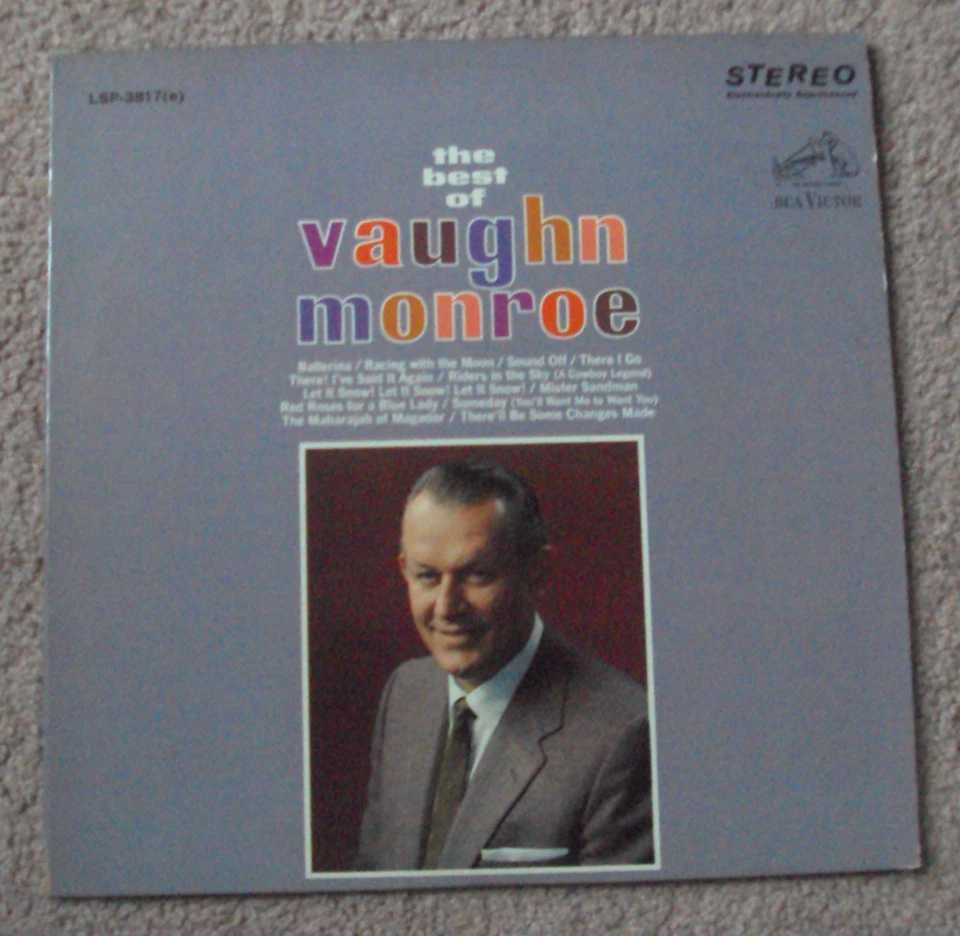 LSP-3817(e)
STEREO
Electronically Reprocessed
RCA VICTOR
the
best
of
vaughn
monroe
Ballerina / Racing with the Moon / Sound Off / There I Go
There! I've Said It Again / Riders in the Sky (A Cowboy Legend)
Let It Snow! Let It Snow! Let It Snow! / Mister Sandman
Red Roses for a Blue Lady / Someday (You'll Want Me to Want You)
The Maharajah of Magador / There'll Be Some Changes Made